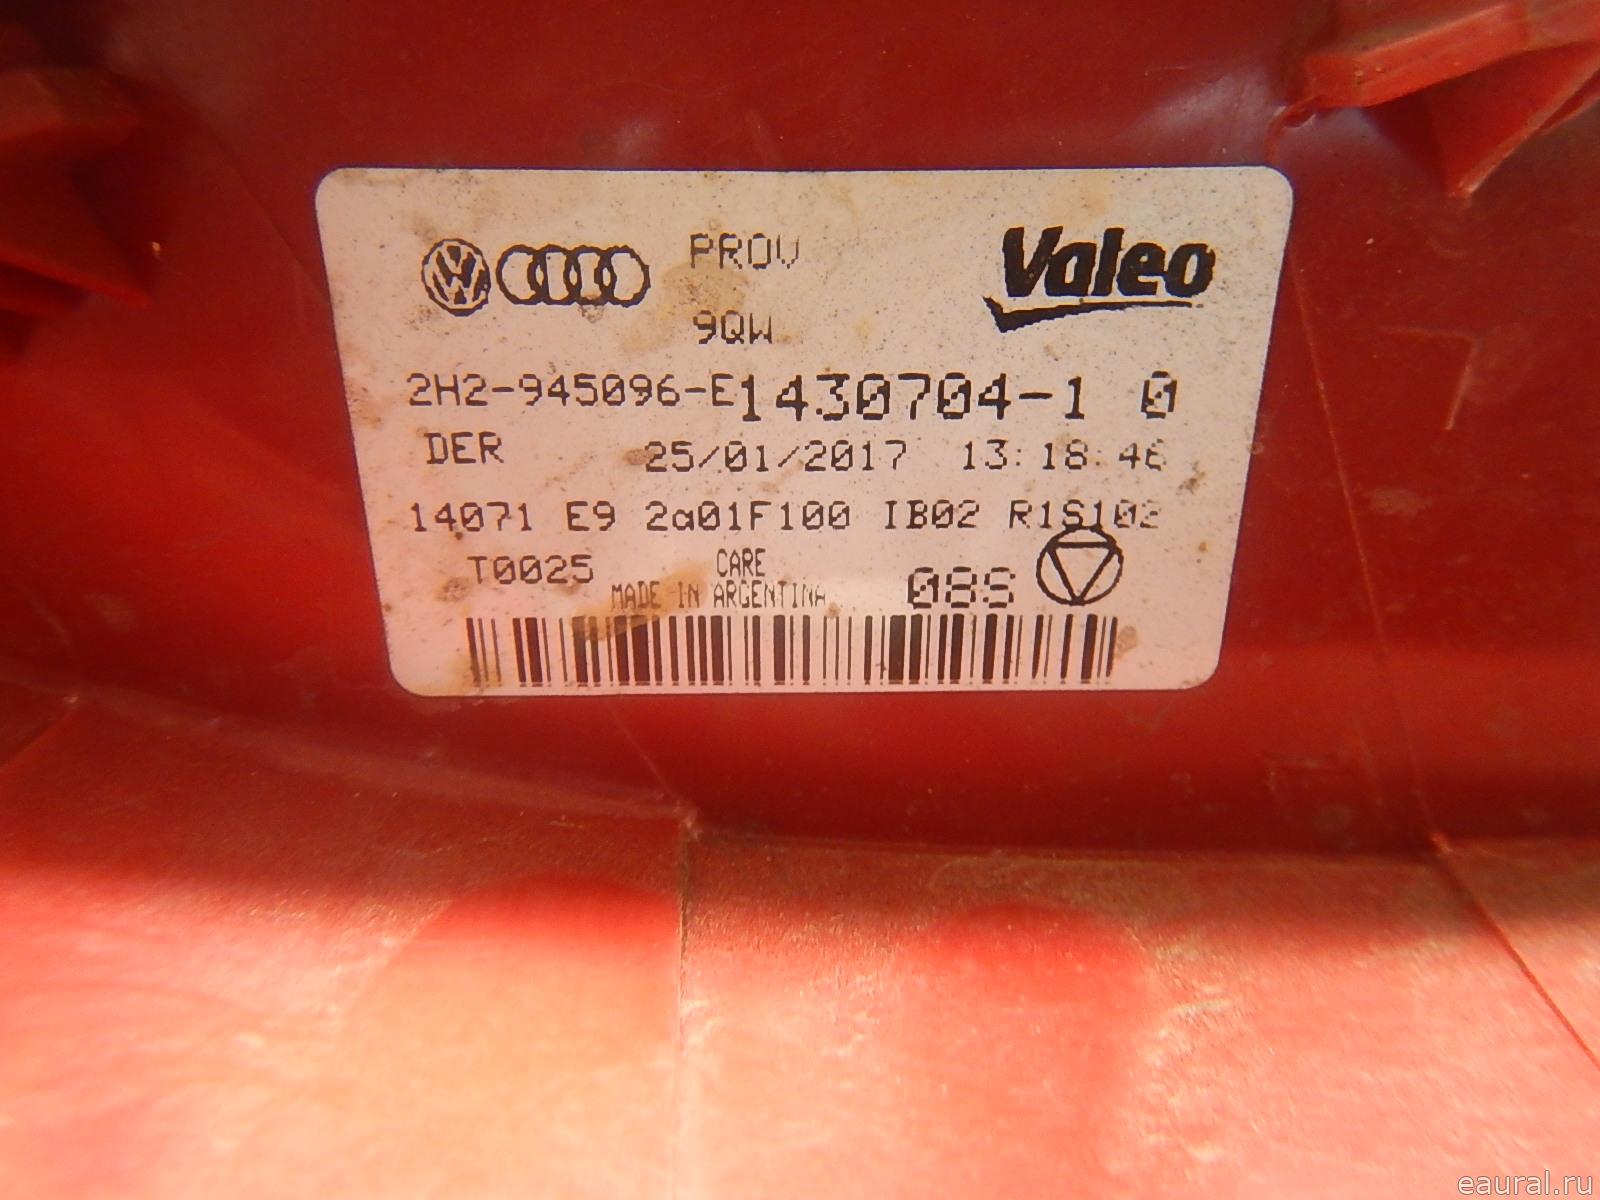 PROV
Valeo
9QW
2H2-945096-E 1430704-1 0
DER 25/01/2017 13:18:46
14071 E9 2a01F100 IB02 R1S102
T0025 CARE
MADE IN ARGENTINA 08S
eaural.ru